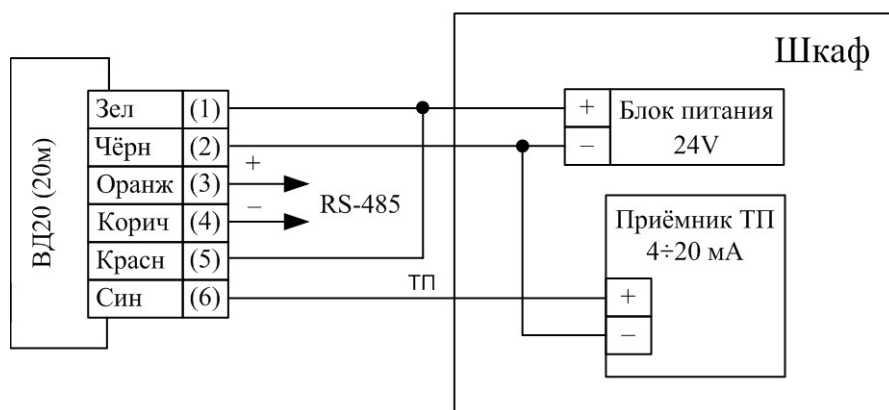 Шкаф
ВД20 (20м)
Зел (1)
Чёрн (2)
Оранж (3)
Корич (4)
Красн (5)
Син (6)
+
–
RS-485
ТП
+
–
Блок питания
24V
Приёмник ТП
4÷20 мА
+
–